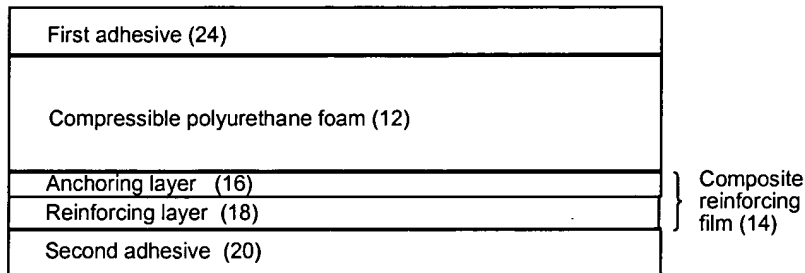 First adhesive (24)
Compressible polyurethane foam (12)
Anchoring layer (16)
Reinforcing layer (18)
Second adhesive (20)
Composite
reinforcing
film (14)